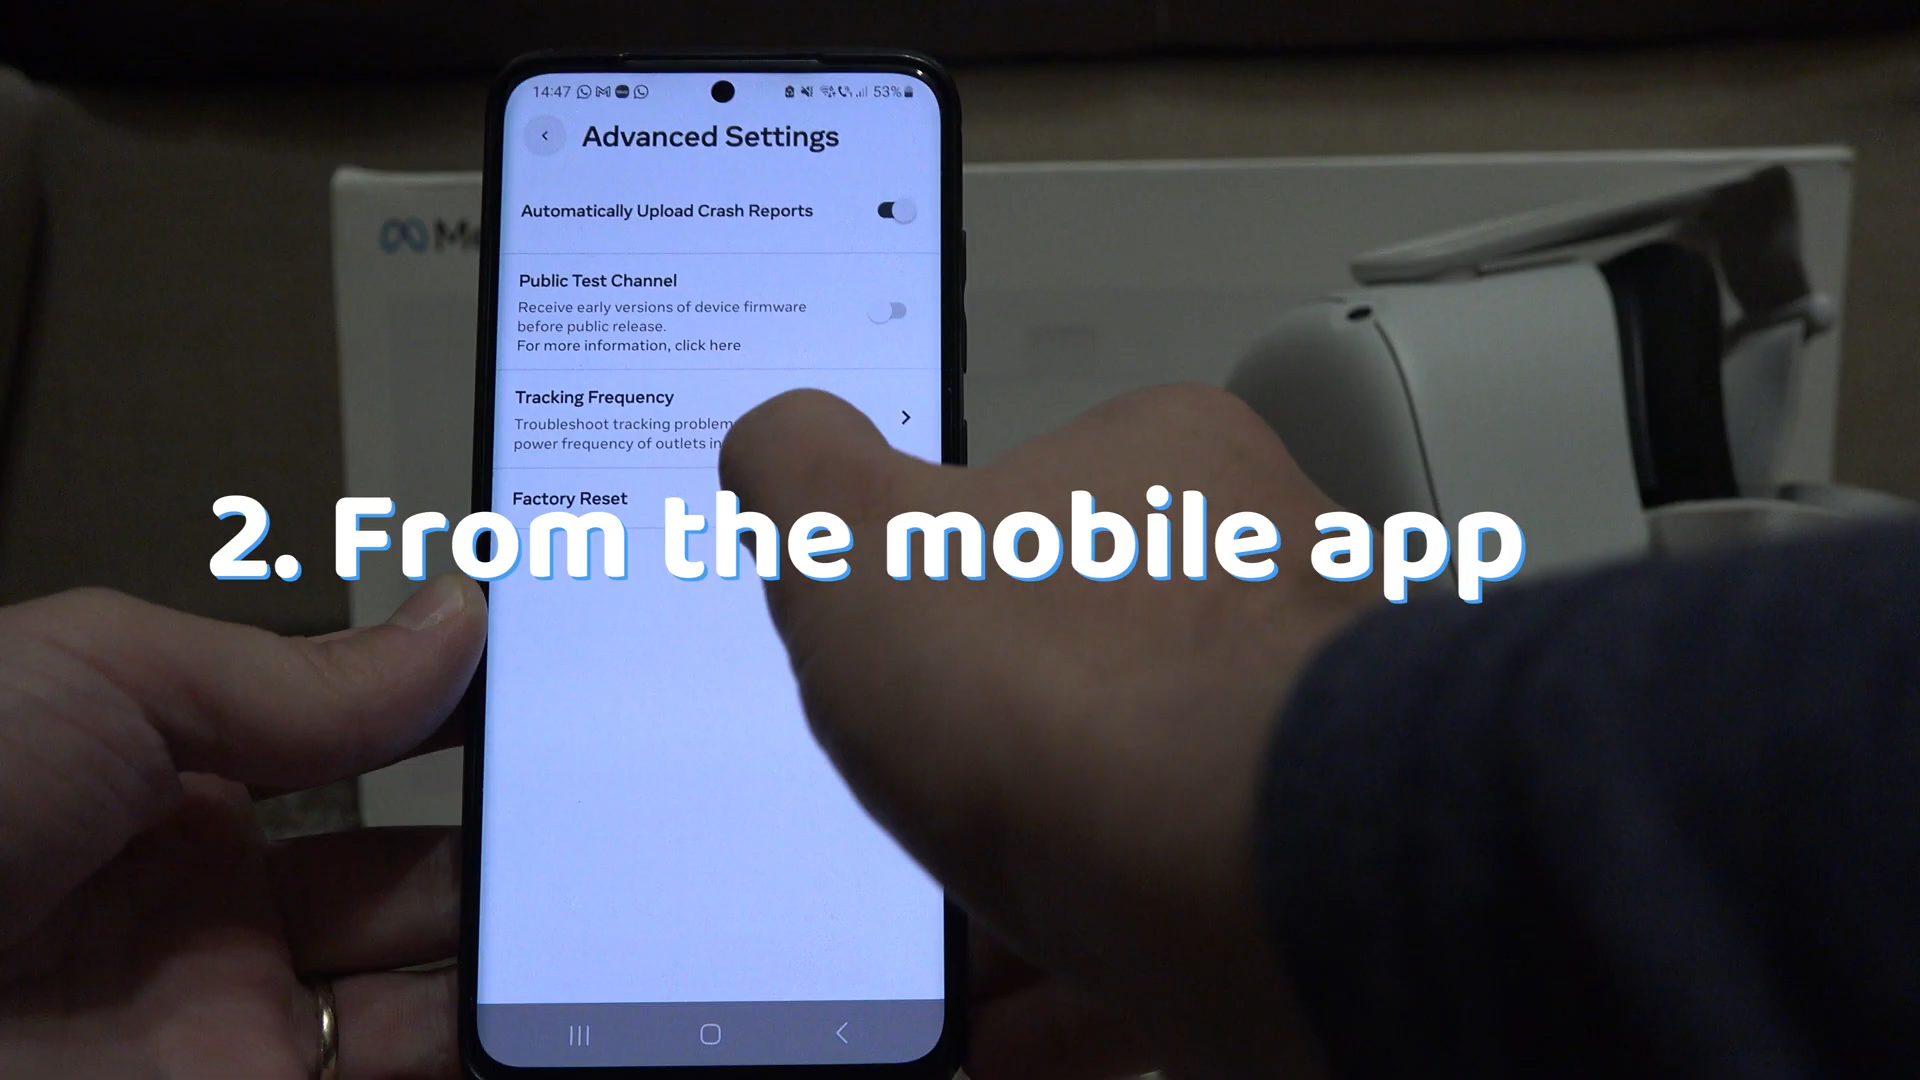 14:47
53%
Advanced Settings
Automatically Upload Crash Reports
Public Test Channel
Receive early versions of device firmware
before public release.
For more information, click here
Tracking Frequency
Troubleshoot tracking
power frequency of outlets
Factory Reset
2. From the mobile app